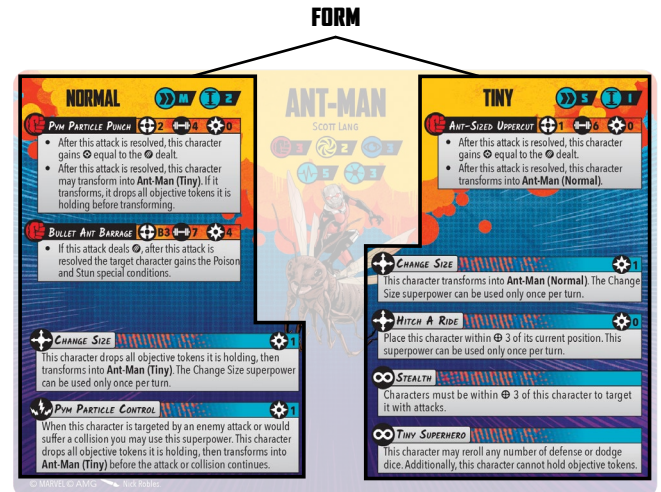 FORM
NORMAL M 2
PYM PARTICLE PUNCH 2 4 0
• After this attack is resolved, this character
gains equal to the dealt.
• After this attack is resolved, this character
may transform into Ant-Man (Tiny). If it
transforms, it drops all objective tokens it is
holding before transforming.
BULLET ANT BARRAGE B3 7 4
• If this attack deals , after this attack is
resolved the target character gains the Poison
and Stun special conditions.
CHANGE SIZE 1
This character drops all objective tokens it is holding, then
transforms into Ant-Man (Tiny). The Change Size superpower
can be used only once per turn.
PYM PARTICLE CONTROL 1
When this character is targeted by an enemy attack or would
suffer a collision you may use this superpower. This character
drops all objective tokens it is holding, then transforms into
Ant-Man (Tiny) before the attack or collision continues.
ANT-MAN
SCOTT LANG
3 2 3
5 3
TINY S 1
ANT-SIZED UPPERCUT 1 6 0
• After this attack is resolved, this character
gains equal to the dealt.
• After this attack is resolved, this character
transforms into Ant-Man (Normal).
CHANGE SIZE 1
This character transforms into Ant-Man (Normal). The Change
Size superpower can be used only once per turn.
HITCH A RIDE 0
Place this character within 3 of its current position. This
superpower can be used only once per turn.
STEALTH
Characters must be within 3 of this character to target
it with attacks.
TINY SUPERHERO
This character may reroll any number of defense or dodge
dice. Additionally, this character cannot hold objective tokens.
© MARVEL © AMG Nick Robles